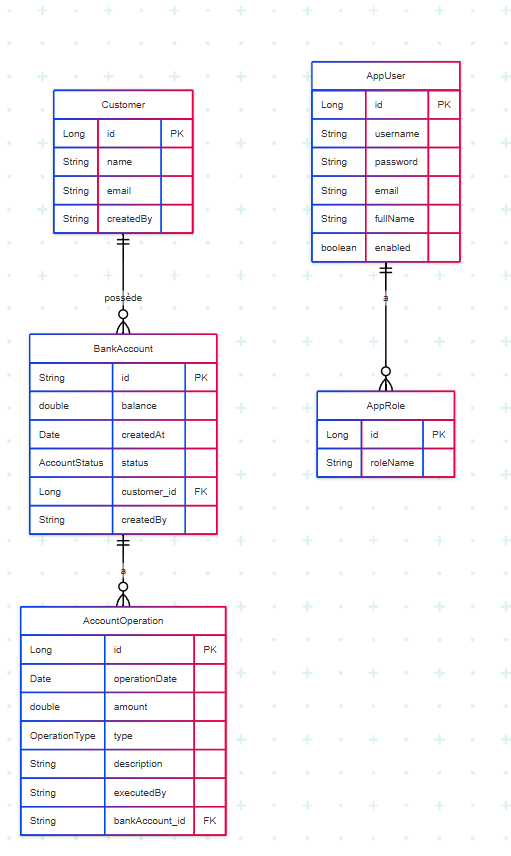 Customer
Long id PK
String name
String email
String createdBy
possède
BankAccount
String id PK
double balance
Date createdAt
AccountStatus status
Long customer_id FK
String createdBy
a
AccountOperation
Long id PK
Date operationDate
double amount
OperationType type
String description
String executedBy
String bankAccount_id FK
AppUser
Long id PK
String username
String password
String email
String fullName
boolean enabled
a
AppRole
Long id PK
String roleName